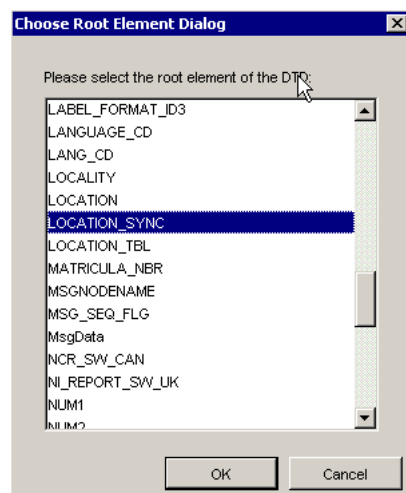 Choose Root Element Dialog
Please select the root element of the DTD:
LABEL_FORMAT_ID3
LANGUAGE_CD
LANG_CD
LOCALITY
LOCATION
LOCATION_SYNC
LOCATION_TBL
MATRICULA_NBR
MSGNODENAME
MSG_SEQ_FLG
MsgData
NCR_SW_CAN
NI_REPORT_SW_UK
NUM1
NUM2
OK
Cancel